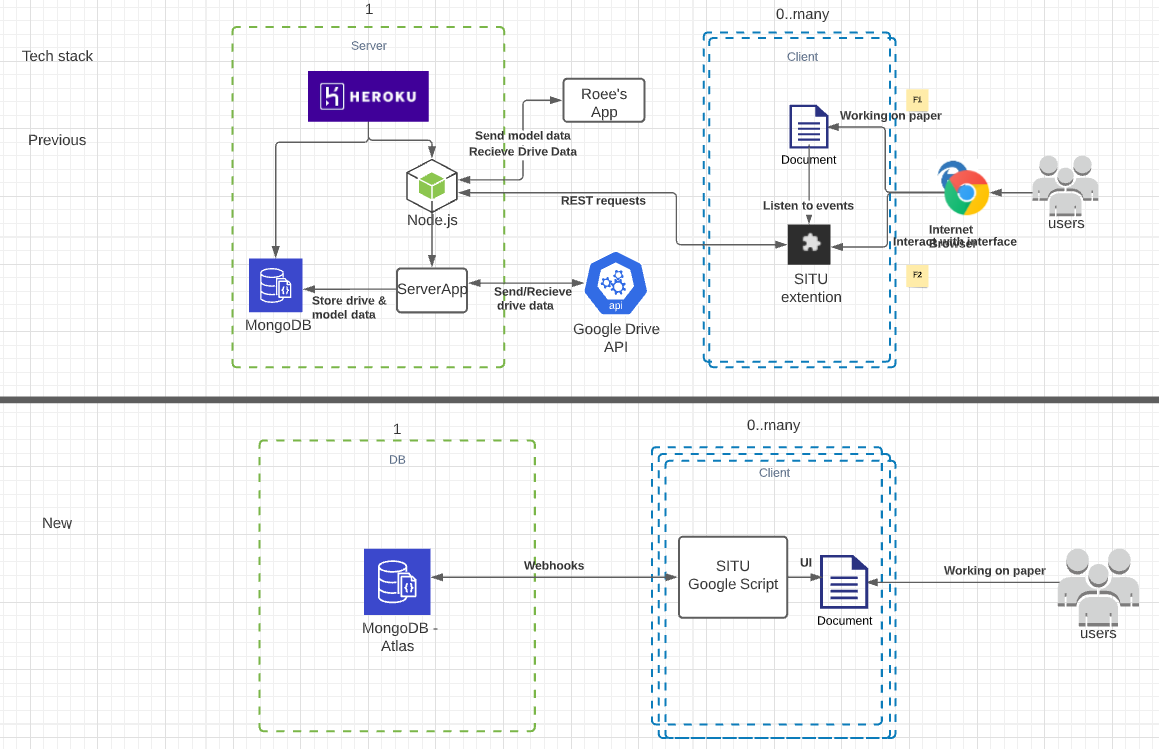 1
0..many
Tech stack
Server
Client
HEROKU
Roee's
App
F1
Working on paper
Previous
Send model data
Recieve Drive Data
Document
REST requests
Listen to events
Node.js
users
Internet
Browser
Interact with interface
SITU
extention
F2
ServerApp
Store drive &
model data
Send/Recieve
drive data
api
MongoDB
Google Drive
API
1
0..many
DB
Client
New
Webhooks
SITU
Google Script
UI
Working on paper
Document
MongoDB -
Atlas
users